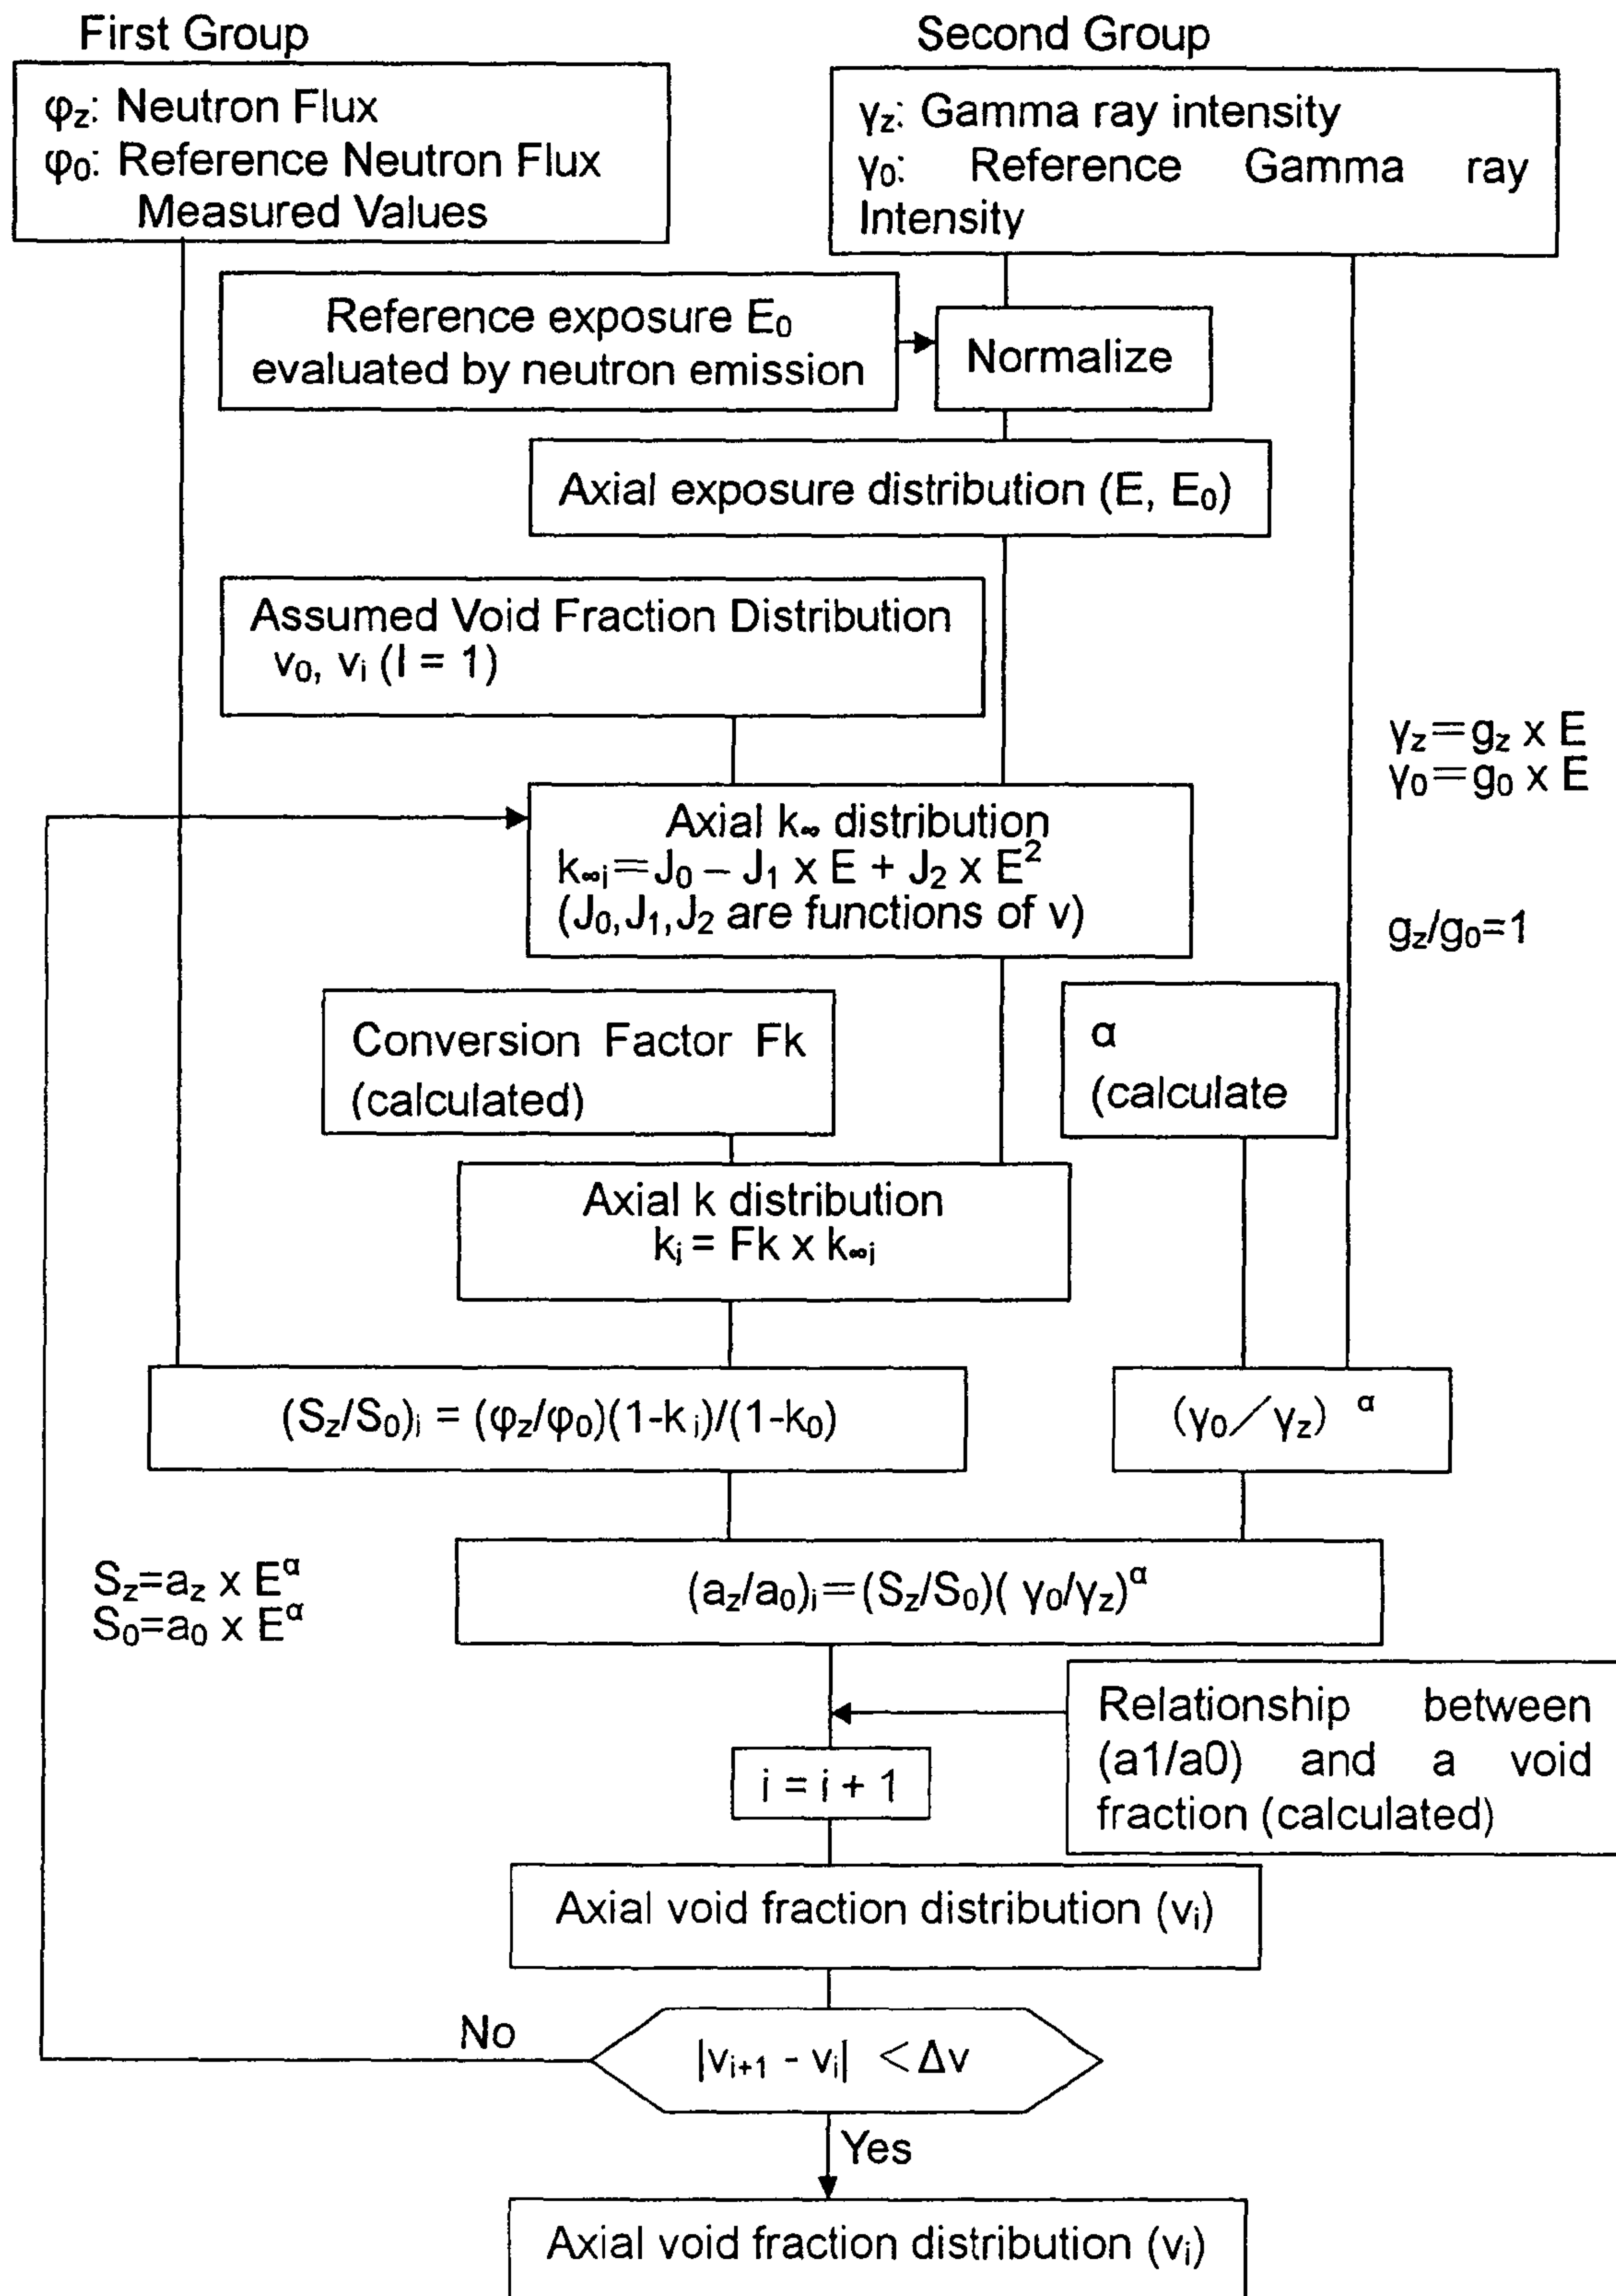 First Group
φz: Neutron Flux
φ0: Reference Neutron Flux
Measured Values
Second Group
γz: Gamma ray intensity
γ0: Reference Gamma ray
Intensity
Reference exposure E0
evaluated by neutron emission
Normalize
Axial exposure distribution (E, E0)
Assumed Void Fraction Distribution
v0, vi (I = 1)
γz=gz x E
γ0=g0 x E
gz/g0=1
Axial k∞ distribution
k∞i=J0 – J1 x E + J2 x E²
(J0,J1,J2 are functions of v)
Conversion Factor Fk
(calculated)
α
(calculate
Axial k distribution
ki = Fk x k∞i
(Sz/S0)i = (φz/φ0)(1-ki)/(1-k0)
(γ0/γz) α
Sz=az x Eα
S0=a0 x Eα
(az/a0)i=(Sz/S0)( γ0/γz)α
Relationship between
(a1/a0) and a void
fraction (calculated)
i = i + 1
Axial void fraction distribution (vi)
No
|vi+1 - vi| <Δv
Yes
Axial void fraction distribution (vi)